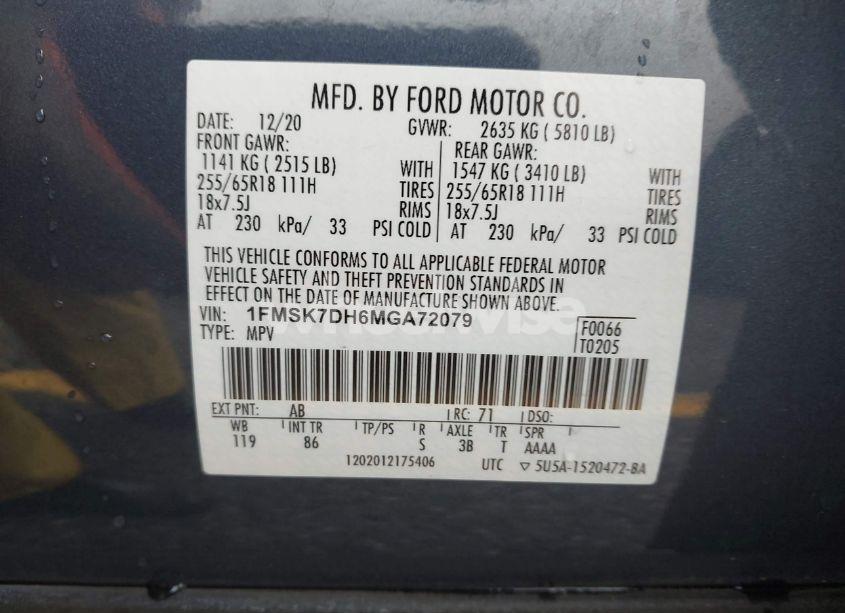 MFD. BY FORD MOTOR CO.
DATE: 12/20 GVWR: 2635 KG ( 5810 LB)
FRONT GAWR: REAR GAWR:
1141 KG ( 2515 LB) WITH 1547 KG ( 3410 LB) WITH
255/65R18 111H TIRES 255/65R18 111H TIRES
18x7.5J RIMS 18x7.5J RIMS
AT 230 kPa/ 33 PSI COLD AT 230 kPa/ 33 PSI COLD
THIS VEHICLE CONFORMS TO ALL APPLICABLE FEDERAL MOTOR
VEHICLE SAFETY AND THEFT PREVENTION STANDARDS IN
EFFECT ON THE DATE OF MANUFACTURE SHOWN ABOVE.
VIN: 1FMSK7DH6MGA72079 F0066
TYPE: MPV T0205
EXT PNT: AB RC: 71 DSO:
WB INT TR TP/PS R AXLE TR SPR
119 86 S 3B T AAAA
1202012175406 UTC ▽ 5U5A-1520472-BA